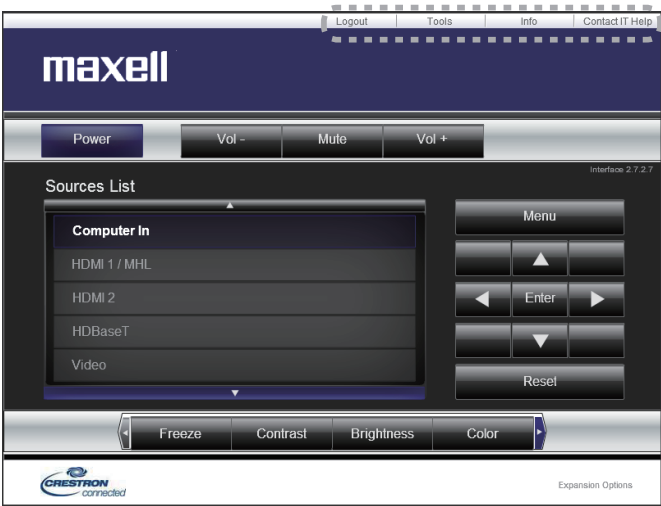 Logout Tools Info Contact IT Help
maxell
Power Vol - Mute Vol +
Interface 2.7.2.7
Sources List
Computer In
HDMI 1 / MHL
HDMI 2
HDBaseT
Video
Menu
Enter
Reset
Freeze Contrast Brightness Color
CRESTRON
connected
Expansion Options